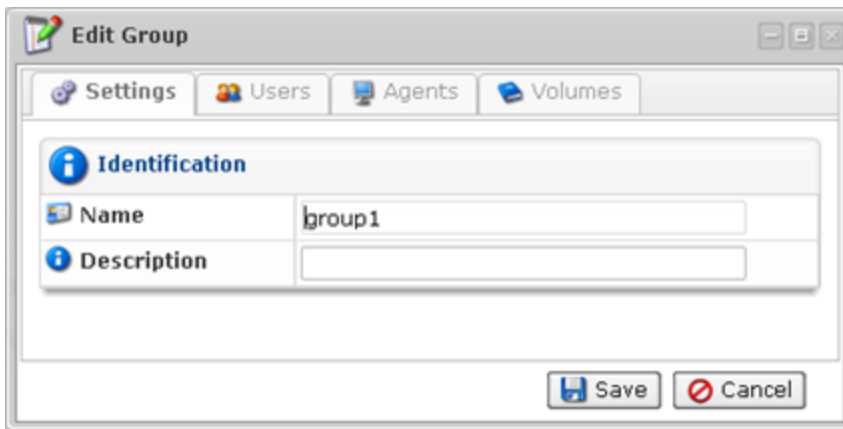 Edit Group
Settings Users Agents Volumes
Identification
Name group1
Description
Save Cancel